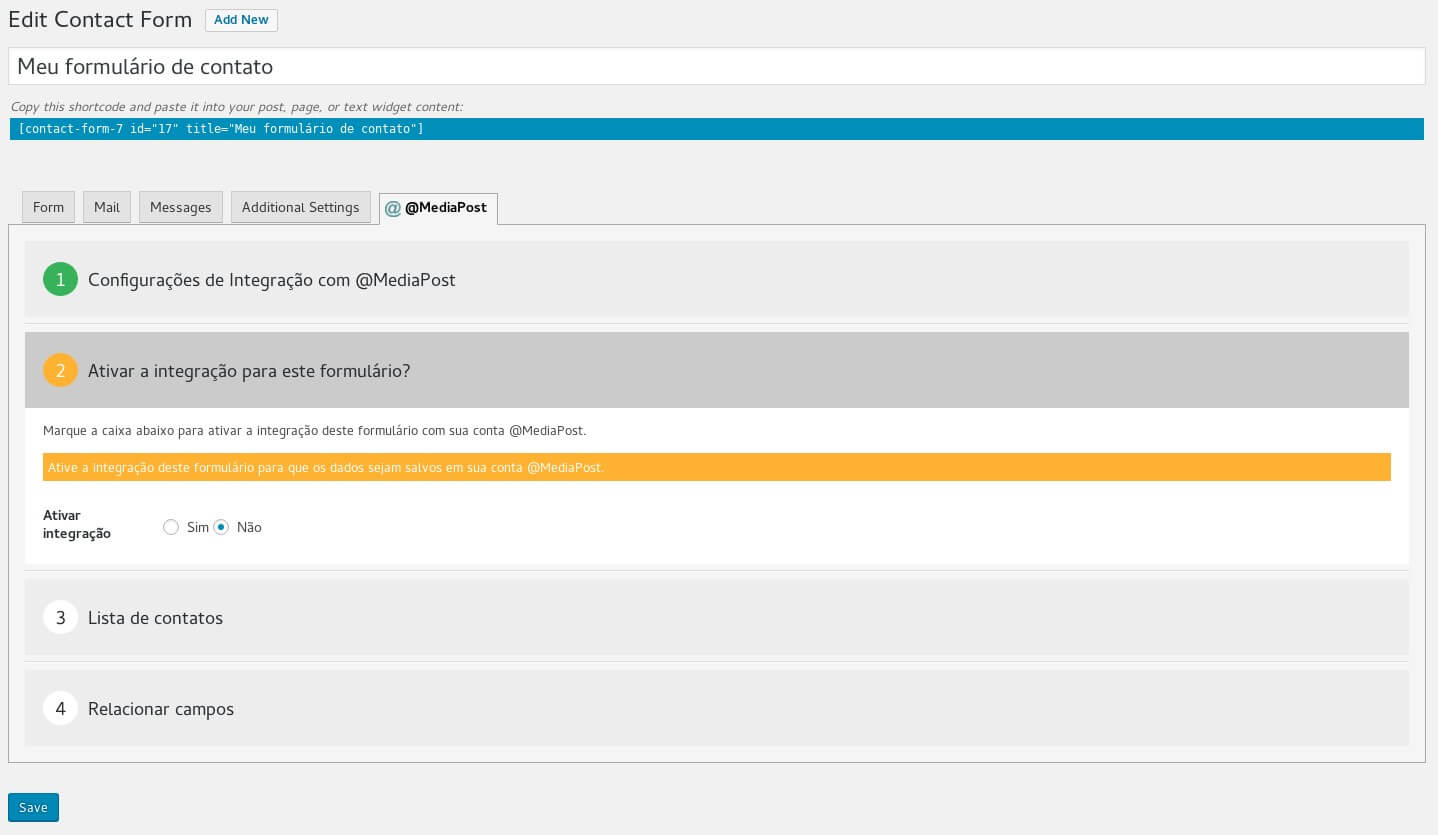 Edit Contact Form Add New
Meu formulário de contato
Copy this shortcode and paste it into your post, page, or text widget content:
[contact-form-7 id="17" title="Meu formulário de contato"]
Form Mail Messages Additional Settings @ @MediaPost
1 Configurações de Integração com @MediaPost
2 Ativar a integração para este formulário?
Marque a caixa abaixo para ativar a integração deste formulário com sua conta @MediaPost.
Ative a integração deste formulário para que os dados sejam salvos em sua conta @MediaPost.
Ativar
integração
Sim Não
3 Lista de contatos
4 Relacionar campos
Save